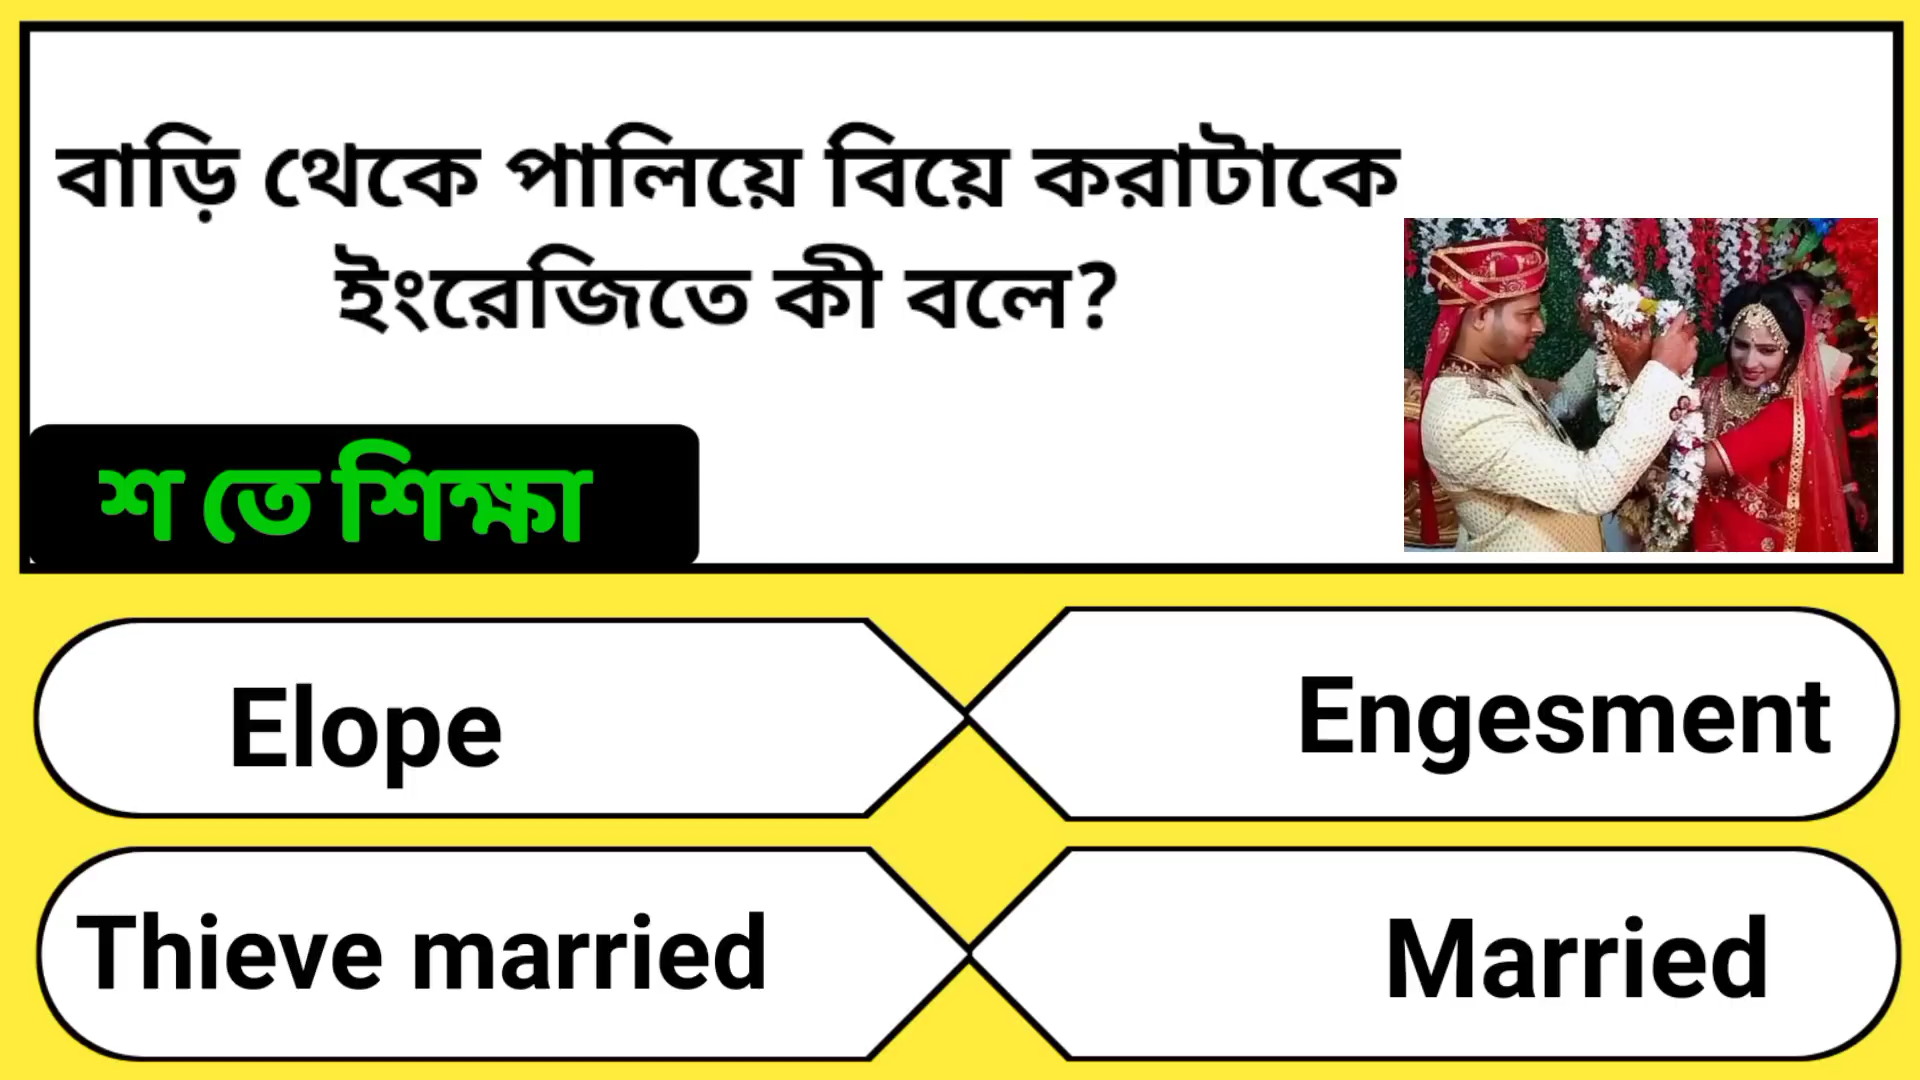 বাড়ি থেকে পালিয়ে বিয়ে করাটাকে
ইংরেজিতে কী বলে?
শ তে শিক্ষা
Elope
Engesment
Thieve married
Married